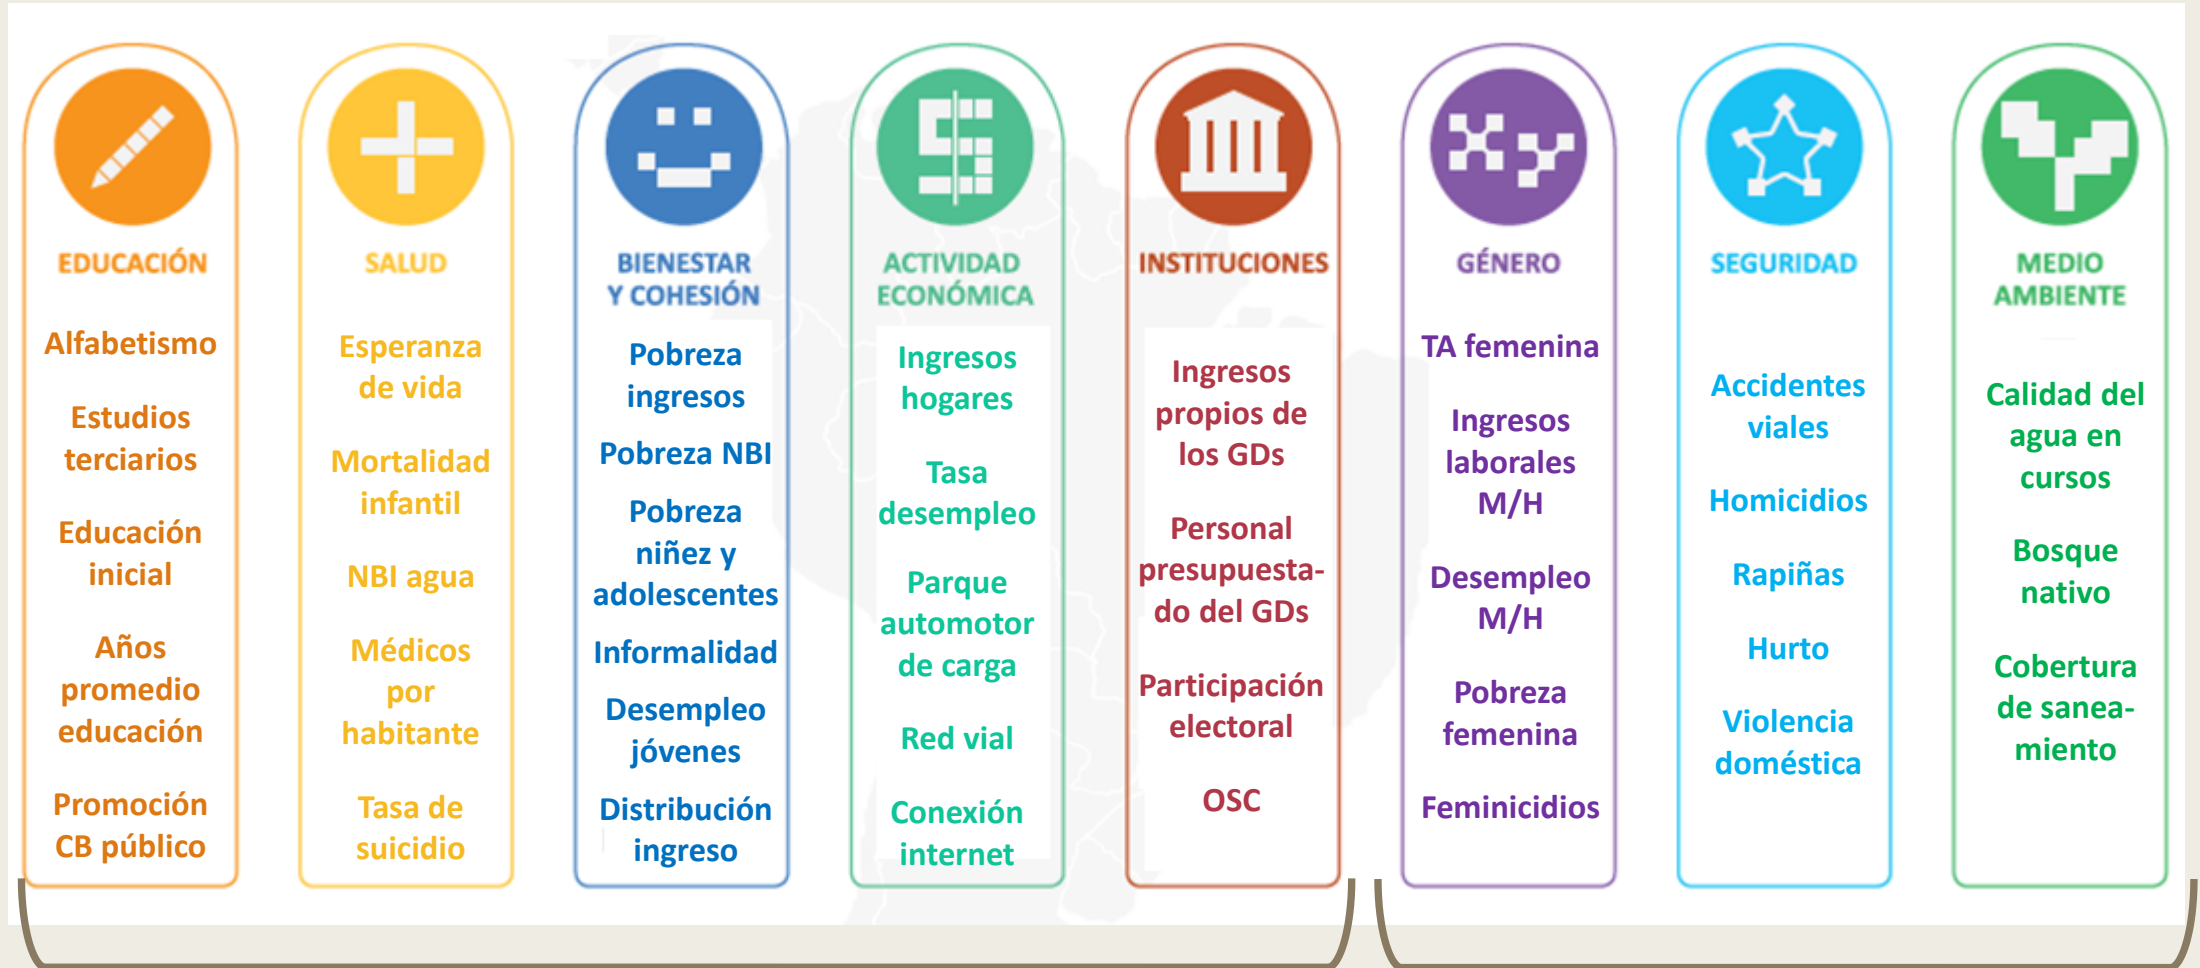 EDUCACIÓN
Alfabetismo
Estudios
terciarios
Educación
inicial
Años
promedio
educación
Promoción
CB público
SALUD
Esperanza
de vida
Mortalidad
infantil
NBI agua
Médicos
por
habitante
Tasa de
suicidio
BIENESTAR
Y COHESIÓN
Pobreza
ingresos
Pobreza NBI
Pobreza
niñez y
adolescentes
Informalidad
Desempleo
jóvenes
Distribución
ingreso
ACTIVIDAD
ECONÓMICA
Ingresos
hogares
Tasa
desempleo
Parque
automotor
de carga
Red vial
Conexión
internet
INSTITUCIONES
Ingresos
propios de
los GDs
Personal
presupuesta-
do del GDs
Participación
electoral
OSC
GÉNERO
TA femenina
Ingresos
laborales
M/H
Desempleo
M/H
Pobreza
femenina
Feminicidios
SEGURIDAD
Accidentes
viales
Homicidios
Rapiñas
Hurto
Violencia
doméstica
MEDIO
AMBIENTE
Calidad del
agua en
cursos
Bosque
nativo
Cobertura
de sanea-
miento